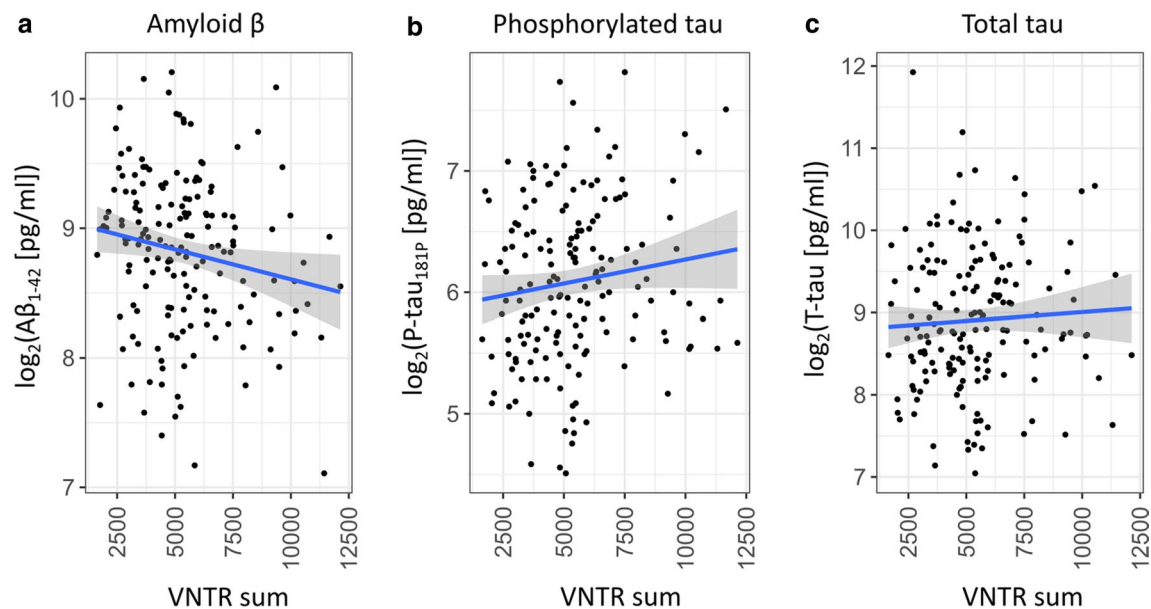 a Amyloid β
log2(Aβ1-42 [pg/ml])
10
9
8
7
2500 5000 7500 10000 12500
VNTR sum
b Phosphorylated tau
log2(P-tau181P [pg/ml])
7
6
5
2500 5000 7500 10000 12500
VNTR sum
c Total tau
log2(T-tau [pg/ml])
12
11
10
9
8
7
2500 5000 7500 10000 12500
VNTR sum